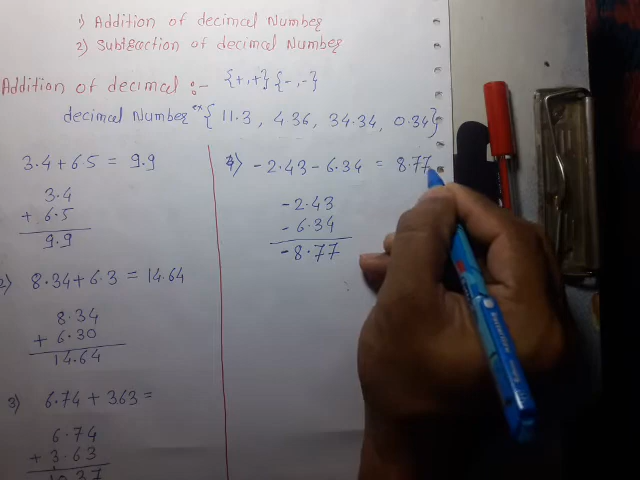 1) Addition of decimal Number
2) Subtraction of decimal Number
Addition of decimal :- {+,+} {-,-}
decimal Number ex {11.3, 4.36, 34.34, 0.34}
3.4+6.5 = 9.9
3.4
+ 6.5
9.9
2) 8.34+6.3 = 14.64
8.34
+ 6.30
14.64
3) 6.74 + 363 =
6.74
+ 3.63
10.37
4) -2.43 - 6.34 = 8.77
-2.43
-6.34
-8.77